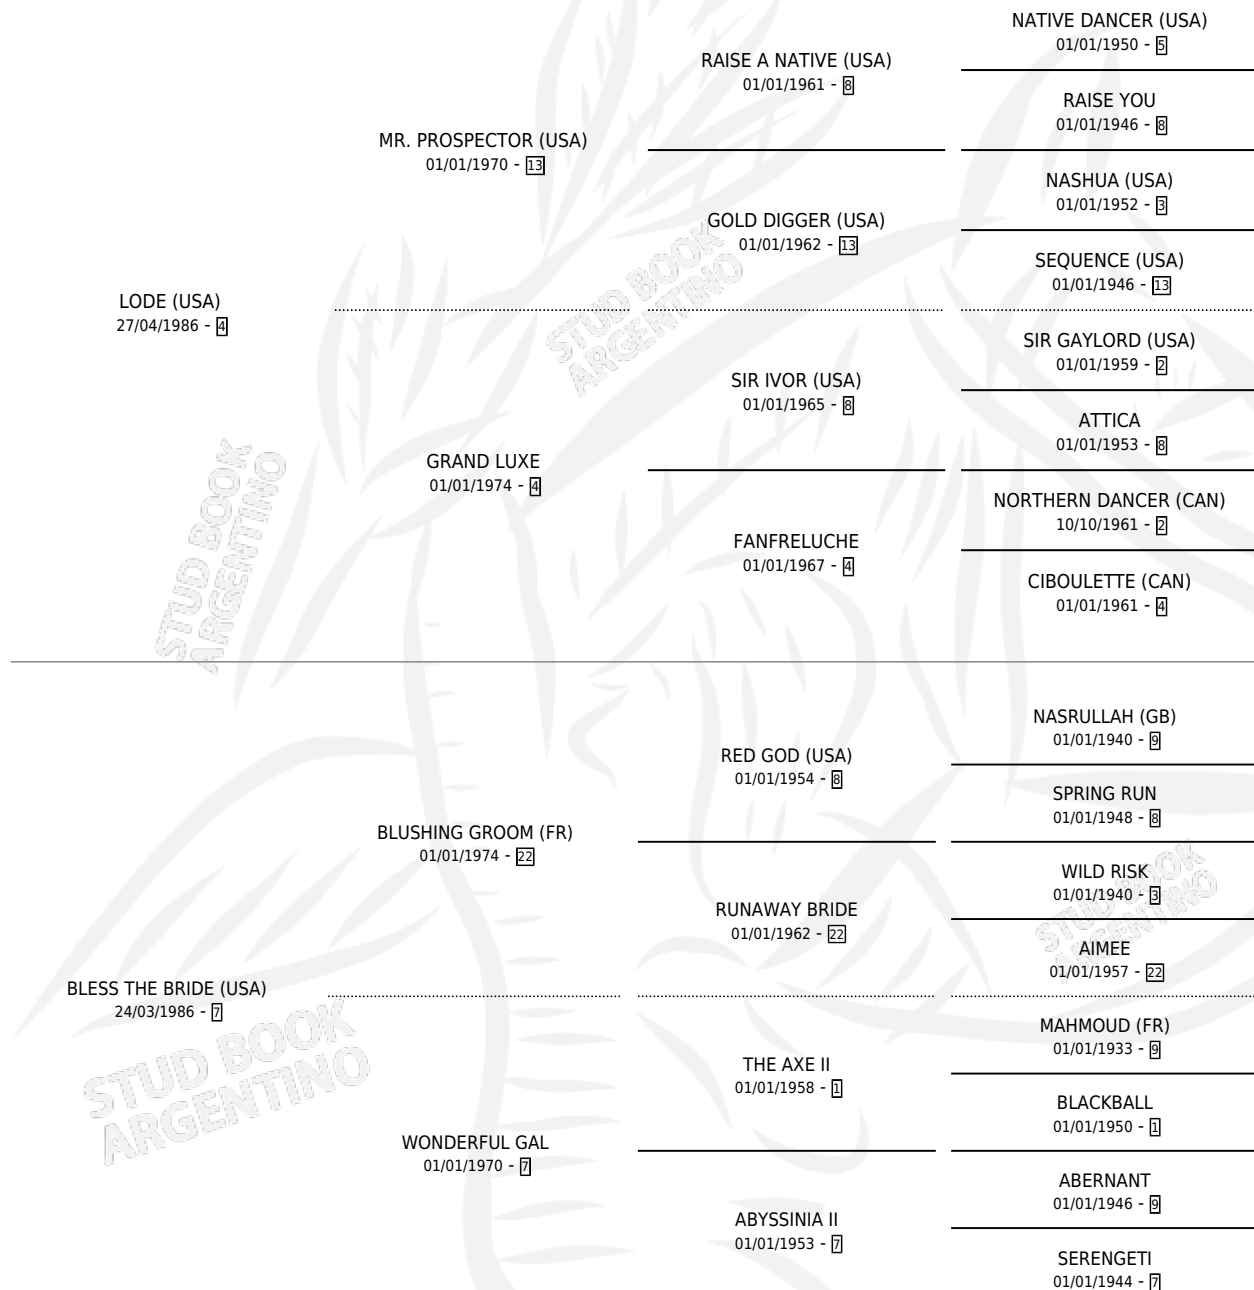 NATIVE DANCER (USA)
01/01/1950 - 5
RAISE A NATIVE (USA)
01/01/1961 - 8
RAISE YOU
01/01/1946 - 8
MR. PROSPECTOR (USA)
01/01/1970 - 13
NASHUA (USA)
01/01/1952 - 3
GOLD DIGGER (USA)
01/01/1962 - 13
SEQUENCE (USA)
01/01/1946 - 13
LODE (USA)
27/04/1986 - 4
SIR GAYLORD (USA)
01/01/1959 - 2
SIR IVOR (USA)
01/01/1965 - 8
ATTICA
01/01/1953 - 8
GRAND LUXE
01/01/1974 - 4
NORTHERN DANCER (CAN)
10/10/1961 - 2
FANFRELUCHE
01/01/1967 - 4
CIBOULETTE (CAN)
01/01/1961 - 4
NASRULLAH (GB)
01/01/1940 - 9
RED GOD (USA)
01/01/1954 - 8
SPRING RUN
01/01/1948 - 8
BLUSHING GROOM (FR)
01/01/1974 - 22
WILD RISK
01/01/1940 - 3
RUNAWAY BRIDE
01/01/1962 - 22
AIMEE
01/01/1957 - 22
BLESS THE BRIDE (USA)
24/03/1986 - 7
MAHMOUD (FR)
01/01/1933 - 9
THE AXE II
01/01/1958 - 1
BLACKBALL
01/01/1950 - 1
WONDERFUL GAL
01/01/1970 - 7
ABERNANT
01/01/1946 - 9
ABYSSINIA II
01/01/1953 - 7
SERENGETI
01/01/1944 - 7
STUD BOOK
ARGENTINO
STUD BOOK
ARGENTINO
STUD BOOK
ARGENTINO
STUD BOOK
ARGENTINO